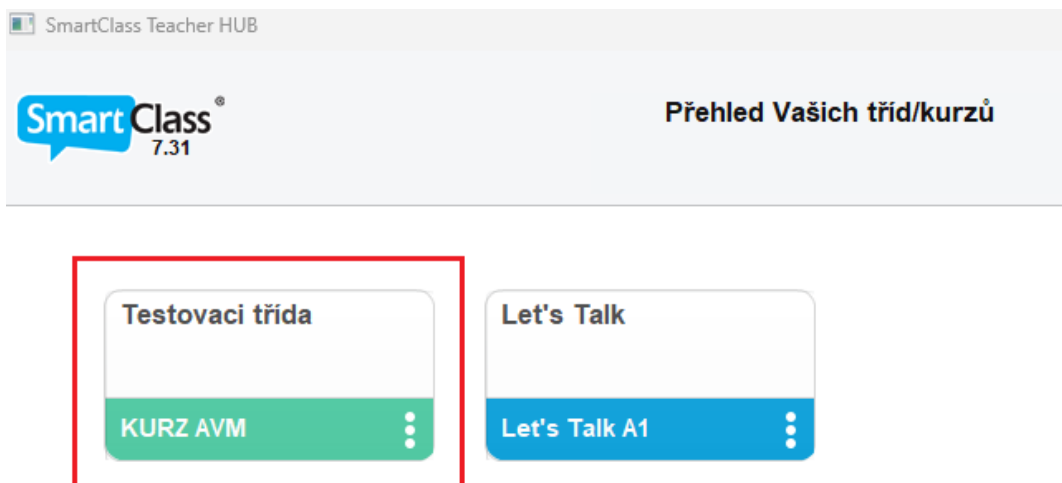 SmartClass Teacher HUB
Smart Class®
7.31
Přehled Vašich tříd/kurzů
Testovaci třída
KURZ AVM
Let's Talk
Let's Talk A1